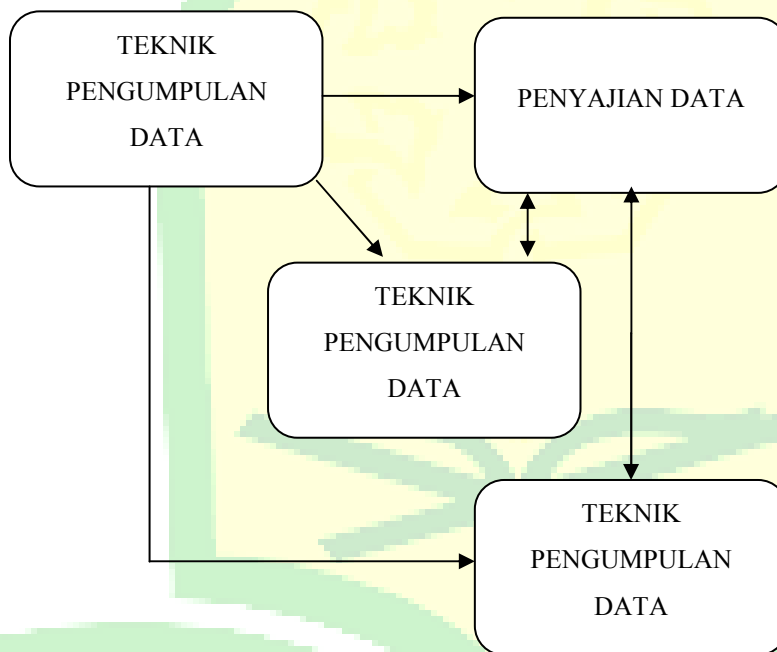 TEKNIK
PENGUMPULAN
DATA
PENYAJIAN DATA
TEKNIK
PENGUMPULAN
DATA
TEKNIK
PENGUMPULAN
DATA